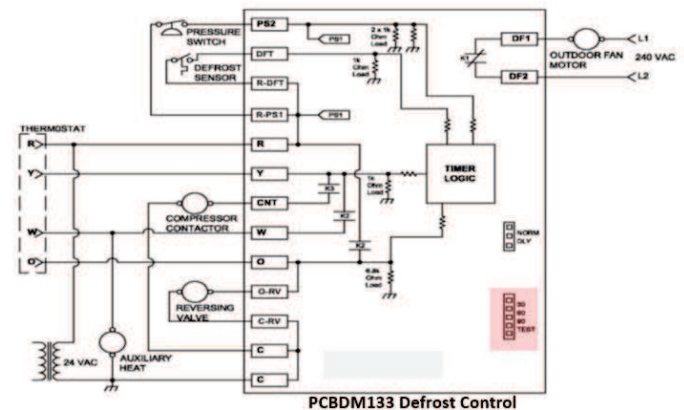 PS2
PRESSURE
SWITCH
PS1
2 x 1k
Ohm
Load
DFT
DEFROST
SENSOR
1k
Ohm
Load
R-DFT
R-PS1
PS1
DF1
K1
DF2
OUTDOOR FAN
MOTOR
L1
240 VAC
L2
THERMOSTAT
R
R
Y
Y
K3
1k
Ohm
Load
TIMER
LOGIC
CNT
COMPRESSOR
CONTACTOR
K2
W
W
K2
NORM
DLY
O
O
6.8k
Ohm
Load
O-RV
REVERSING
VALVE
C-RV
30
60
90
TEST
24 VAC
AUXILIARY
HEAT
C
C
PCBDM133 Defrost Control